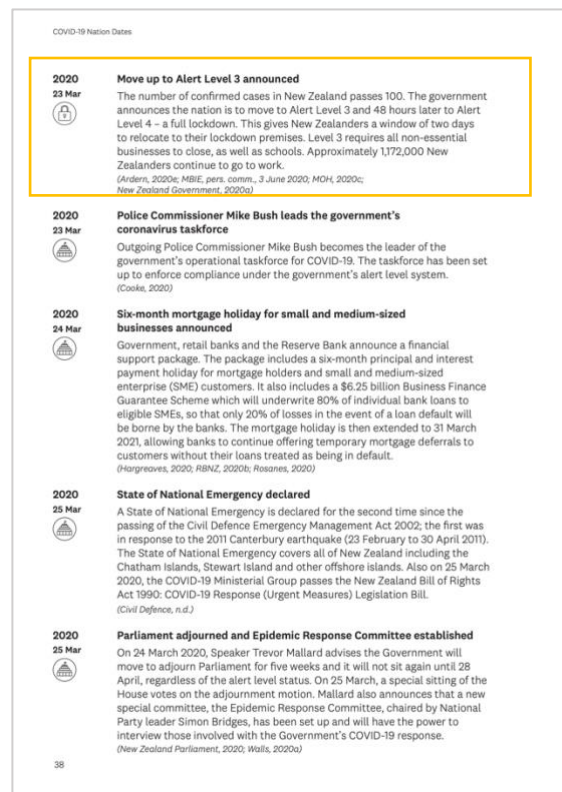 COVID-19 Nation Dates
2020
23 Mar
Move up to Alert Level 3 announced
The number of confirmed cases in New Zealand passes 100. The government
announces the nation is to move to Alert Level 3 and 48 hours later to Alert
Level 4 – a full lockdown. This gives New Zealanders a window of two days
to relocate to their lockdown premises. Level 3 requires all non-essential
businesses to close, as well as schools. Approximately 1,172,000 New
Zealanders continue to go to work.
(Ardern, 2020e; MBIE, pers. comm., 3 June 2020; MOH, 2020c;
New Zealand Government, 2020a)
2020
23 Mar
Police Commissioner Mike Bush leads the government's
coronavirus taskforce
Outgoing Police Commissioner Mike Bush becomes the leader of the
government's operational taskforce for COVID-19. The taskforce has been set
up to enforce compliance under the government's alert level system.
(Cooke, 2020)
2020
24 Mar
Six-month mortgage holiday for small and medium-sized
businesses announced
Government, retail banks and the Reserve Bank announce a financial
support package. The package includes a six-month principal and interest
payment holiday for mortgage holders and small and medium-sized
enterprise (SME) customers. It also includes a $6.25 billion Business Finance
Guarantee Scheme which will underwrite 80% of individual bank loans to
eligible SMEs, so that only 20% of losses in the event of a loan default will
be borne by the banks. The mortgage holiday is then extended to 31 March
2021, allowing banks to continue offering temporary mortgage deferrals to
customers without their loans treated as being in default.
(Hargreaves, 2020; RBNZ, 2020b; Rosanes, 2020)
2020
25 Mar
State of National Emergency declared
A State of National Emergency is declared for the second time since the
passing of the Civil Defence Emergency Management Act 2002; the first was
in response to the 2011 Canterbury earthquake (23 February to 30 April 2011).
The State of National Emergency covers all of New Zealand including the
Chatham Islands, Stewart Island and other offshore islands. Also on 25 March
2020, the COVID-19 Ministerial Group passes the New Zealand Bill of Rights
Act 1990: COVID-19 Response (Urgent Measures) Legislation Bill.
(Civil Defence, n.d.)
2020
25 Mar
Parliament adjourned and Epidemic Response Committee established
On 24 March 2020, Speaker Trevor Mallard advises the Government will
move to adjourn Parliament for five weeks and it will not sit again until 28
April, regardless of the alert level status. On 25 March, a special sitting of the
House votes on the adjournment motion. Mallard also announces that a new
special committee, the Epidemic Response Committee, chaired by National
Party leader Simon Bridges, has been set up and will have the power to
interview those involved with the Government's COVID-19 response.
(New Zealand Parliament, 2020; Walls, 2020a)
38